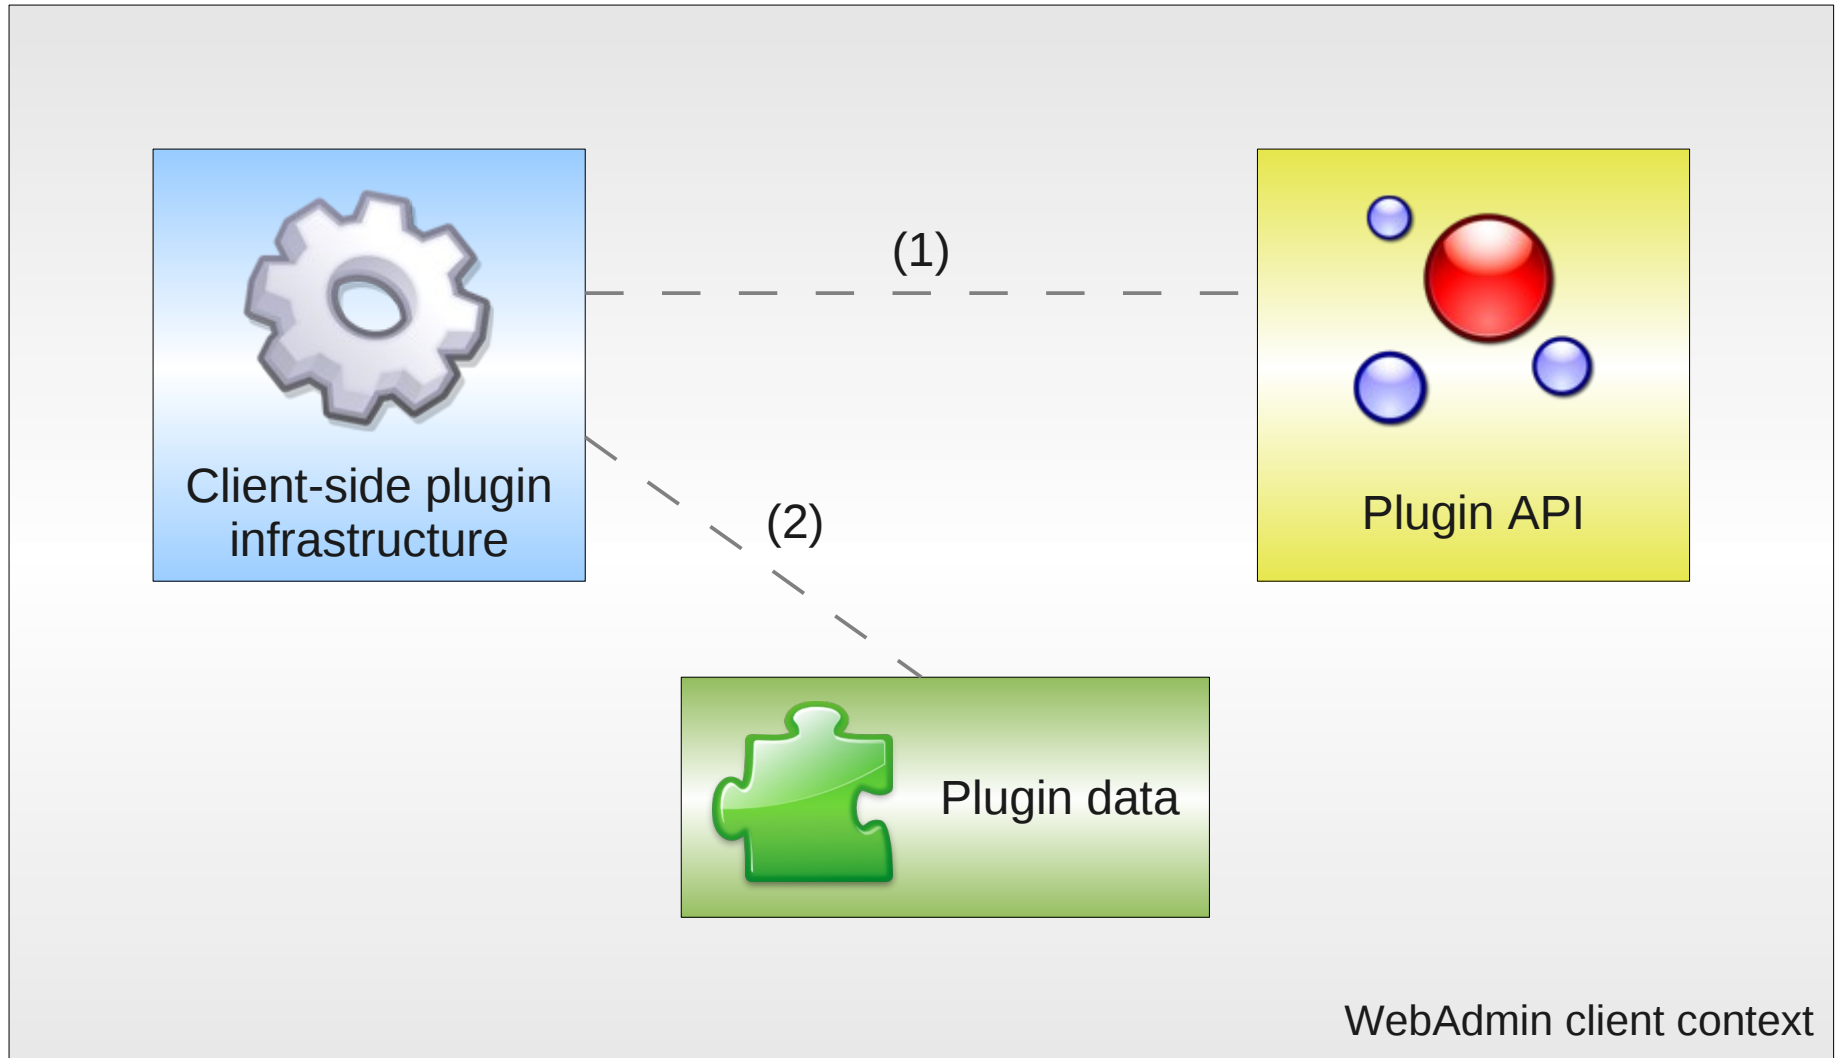 (1)
Client-side plugin
infrastructure
Plugin API
(2)
Plugin data
WebAdmin client context